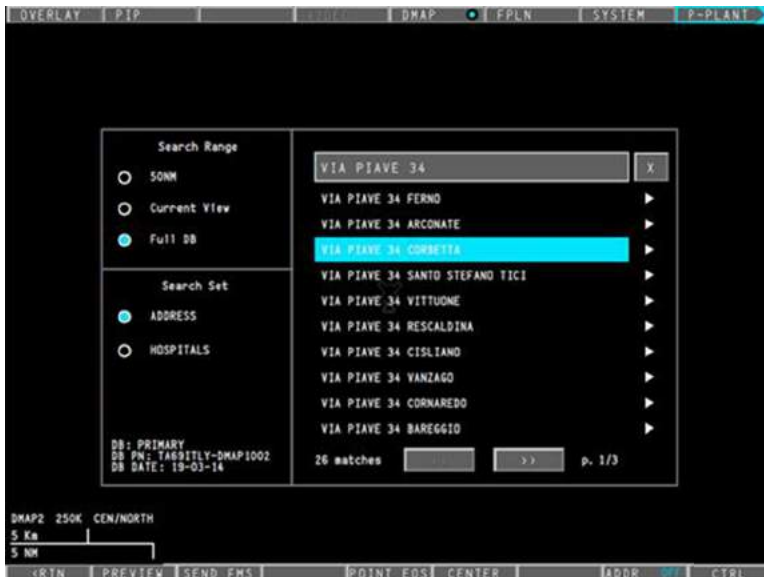 OVERLAY PIP DMAP FPLN SYSTEM P-PLANT
Search Range
50NM
Current View
Full DB
Search Set
ADDRESS
HOSPITALS
DB: PRIMARY
DB PN: TA69ITLY-DMAP1002
DB DATE: 19-03-14
VIA PIAVE 34 X
VIA PIAVE 34 FERNO
VIA PIAVE 34 ARCONATE
VIA PIAVE 34 CORBETTA
VIA PIAVE 34 SANTO STEFANO TICI
VIA PIAVE 34 VITTUONE
VIA PIAVE 34 RESCALDINA
VIA PIAVE 34 CISLIANO
VIA PIAVE 34 VANZAGO
VIA PIAVE 34 CORNAREDO
VIA PIAVE 34 BAREGGIO
26 matches >> p. 1/3
DMAP2 250K CEN/NORTH
5 Km
5 NM
<RTN PREVIEW SEND FMS POINT EOS CENTER ADDR OFF CTRL